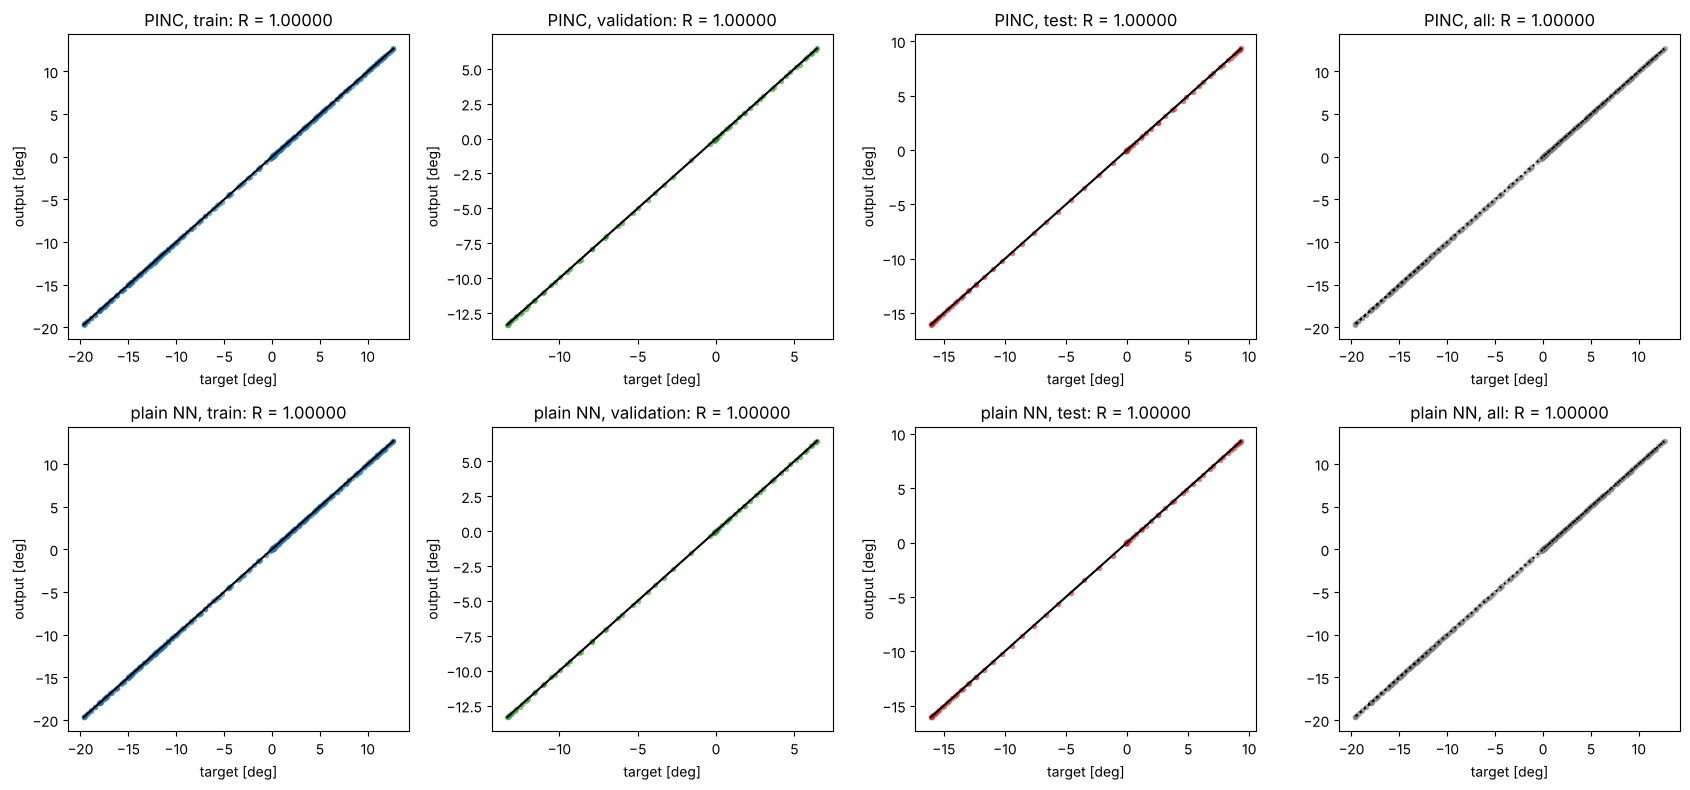 PINC, train: R = 1.00000
PINC, validation: R = 1.00000
PINC, test: R = 1.00000
PINC, all: R = 1.00000
output [deg]
10
5
0
−5
−10
−15
−20
−20 −15 −10 −5 0 5 10
target [deg]
output [deg]
5.0
2.5
0.0
−2.5
−5.0
−7.5
−10.0
−12.5
−10 −5 0 5
target [deg]
output [deg]
10
5
0
−5
−10
−15
−15 −10 −5 0 5 10
target [deg]
output [deg]
10
5
0
−5
−10
−15
−20
−20 −15 −10 −5 0 5 10
target [deg]
plain NN, train: R = 1.00000
plain NN, validation: R = 1.00000
plain NN, test: R = 1.00000
plain NN, all: R = 1.00000
output [deg]
10
5
0
−5
−10
−15
−20
−20 −15 −10 −5 0 5 10
target [deg]
output [deg]
5.0
2.5
0.0
−2.5
−5.0
−7.5
−10.0
−12.5
−10 −5 0 5
target [deg]
output [deg]
10
5
0
−5
−10
−15
−15 −10 −5 0 5 10
target [deg]
output [deg]
10
5
0
−5
−10
−15
−20
−20 −15 −10 −5 0 5 10
target [deg]